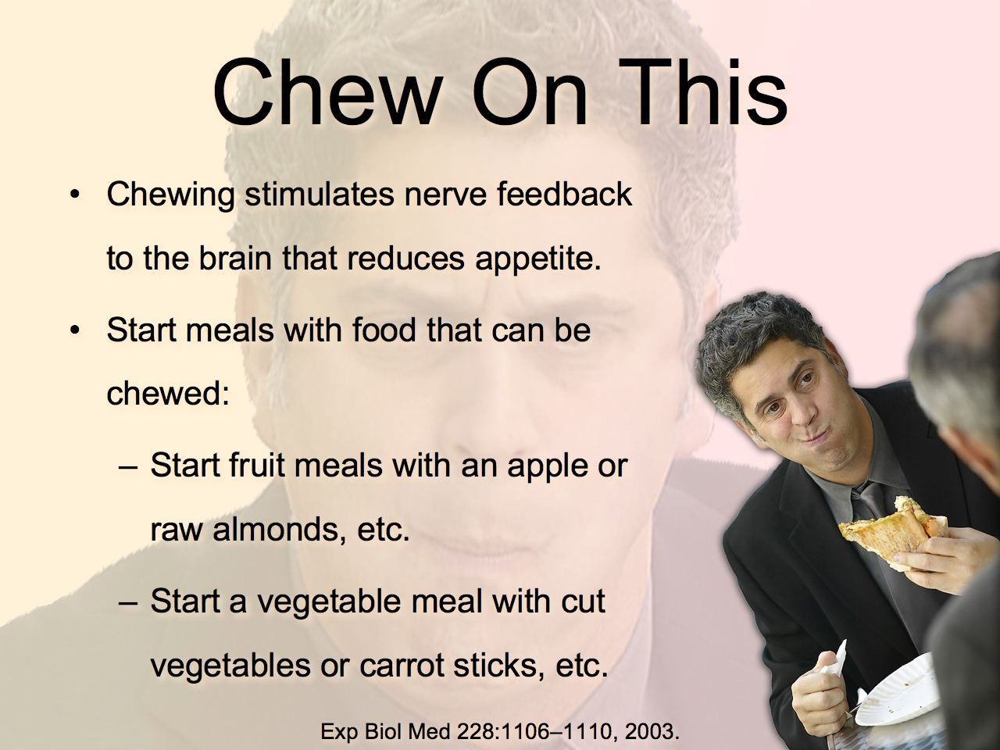 Chew On This
• Chewing stimulates nerve feedback
to the brain that reduces appetite.
• Start meals with food that can be
chewed:
– Start fruit meals with an apple or
raw almonds, etc.
– Start a vegetable meal with cut
vegetables or carrot sticks, etc.
Exp Biol Med 228:1106–1110, 2003.